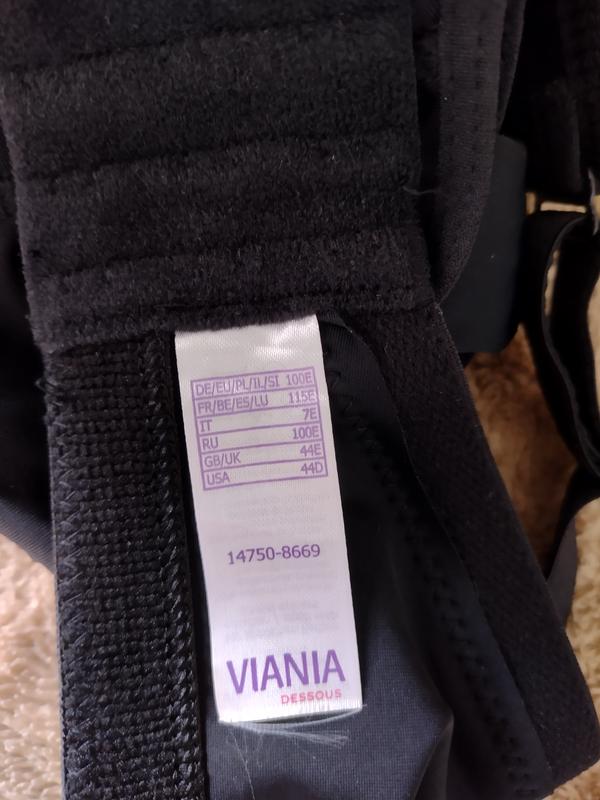 DE/EU/PL/IL/SI 100E
FR/BE/ES/LU 115E
IT 7E
RU 100E
GB/UK 44E
USA 44D
14750-8669
VIANIA
DESSOUS